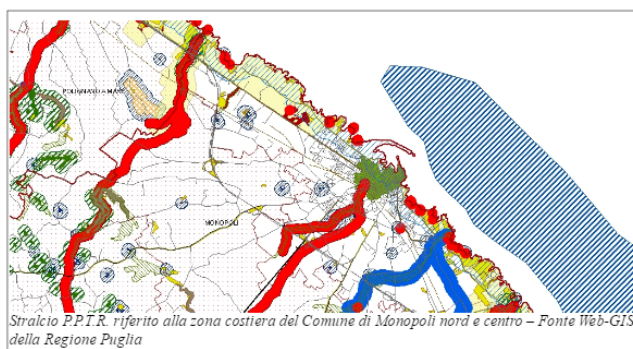 POLIGNANO A MARE
MONOPOLI
Stralcio P.P.T.R. riferito alla zona costiera del Comune di Monopoli nord e centro – Fonte Web-GIS
della Regione Puglia